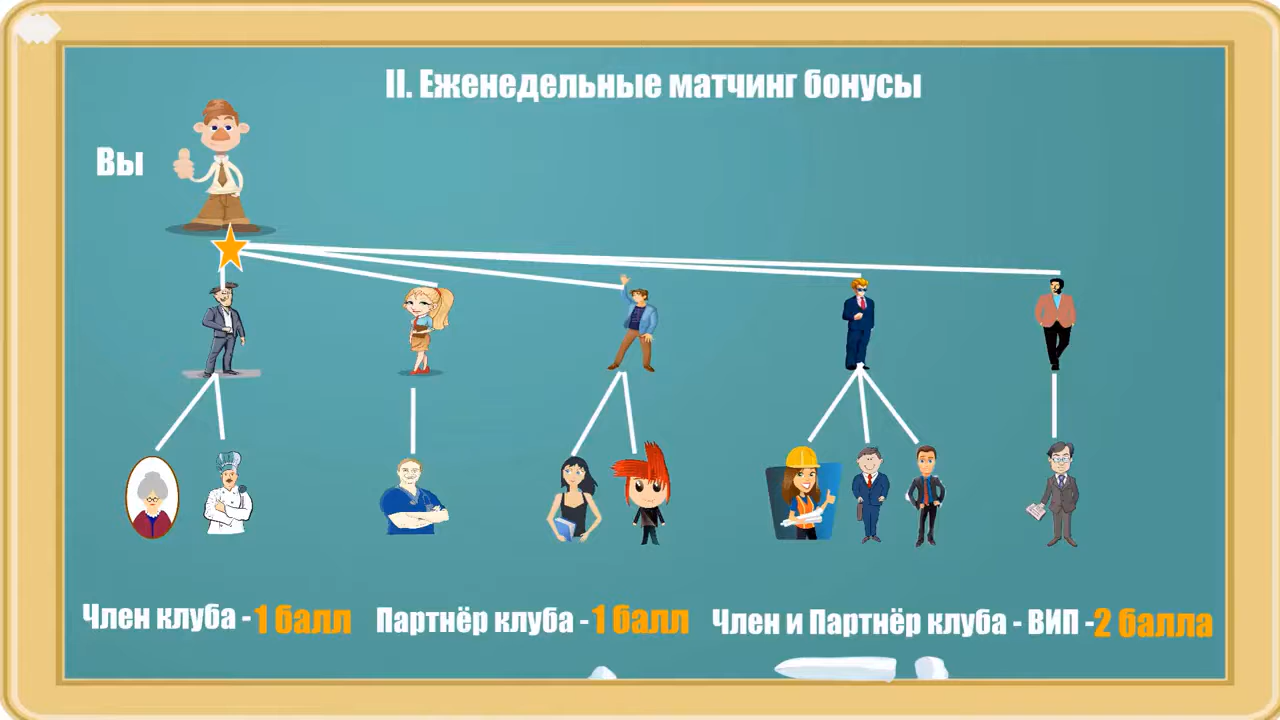 II. Еженедельные матчинг бонусы
Вы
Член клуба - 1 балл Партнёр клуба - 1 балл Член и Партнёр клуба - ВИП - 2 балла